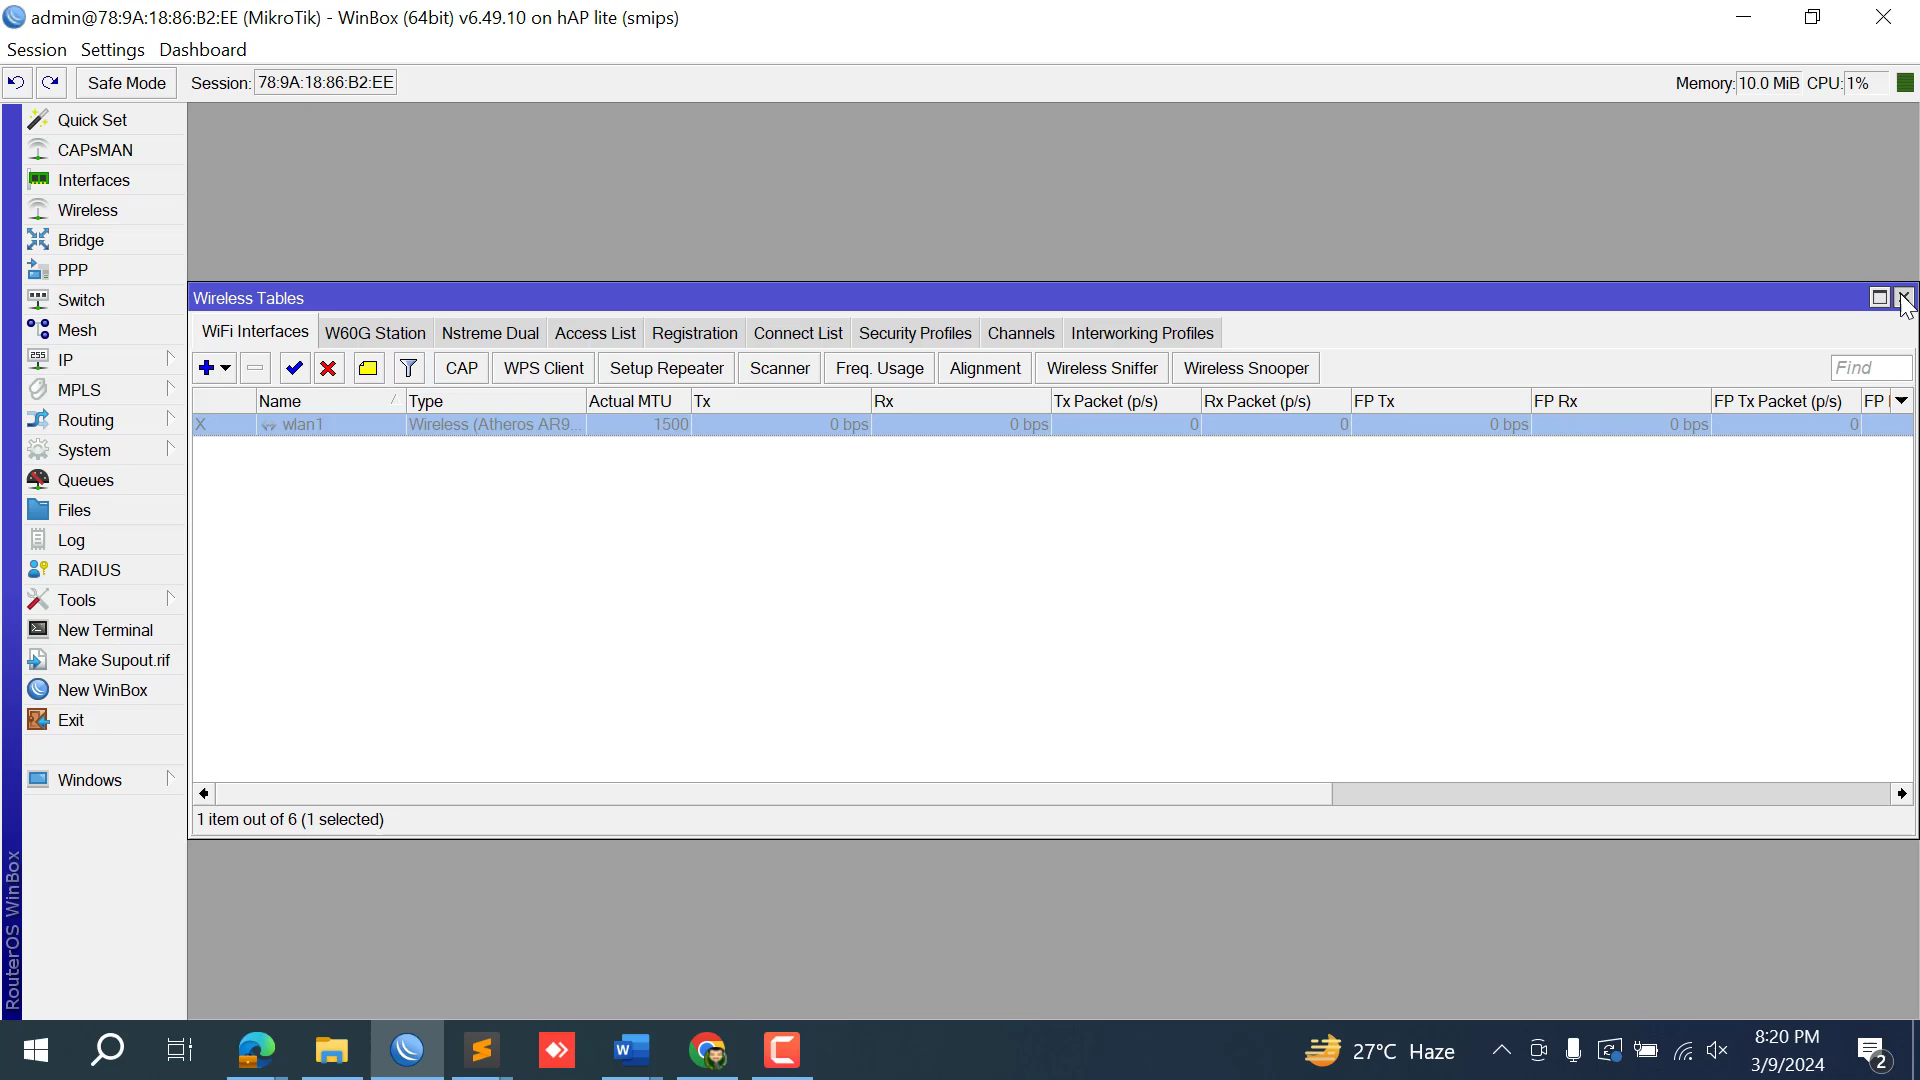 admin@78:9A:18:86:B2:EE (MikroTik) - WinBox (64bit) v6.49.10 on hAP lite (smips)
Session Settings Dashboard
Safe Mode Session: 78:9A:18:86:B2:EE Memory: 10.0 MiB CPU: 1%
Quick Set
CAPsMAN
Interfaces
Wireless
Bridge
PPP
Switch
Mesh
IP
MPLS
Routing
System
Queues
Files
Log
RADIUS
Tools
New Terminal
Make Supout.rif
New WinBox
Exit
Windows
RouterOS WinBox
Wireless Tables
WiFi Interfaces W60G Station Nstreme Dual Access List Registration Connect List Security Profiles Channels Interworking Profiles
CAP WPS Client Setup Repeater Scanner Freq. Usage Alignment Wireless Sniffer Wireless Snooper Find
Name Type Actual MTU Tx Rx Tx Packet (p/s) Rx Packet (p/s) FP Tx FP Rx FP Tx Packet (p/s) FP
X wlan1 Wireless (Atheros AR9... 1500 0 bps 0 bps 0 0 0 bps 0 bps 0
1 item out of 6 (1 selected)
27°C Haze
8:20 PM
3/9/2024
2